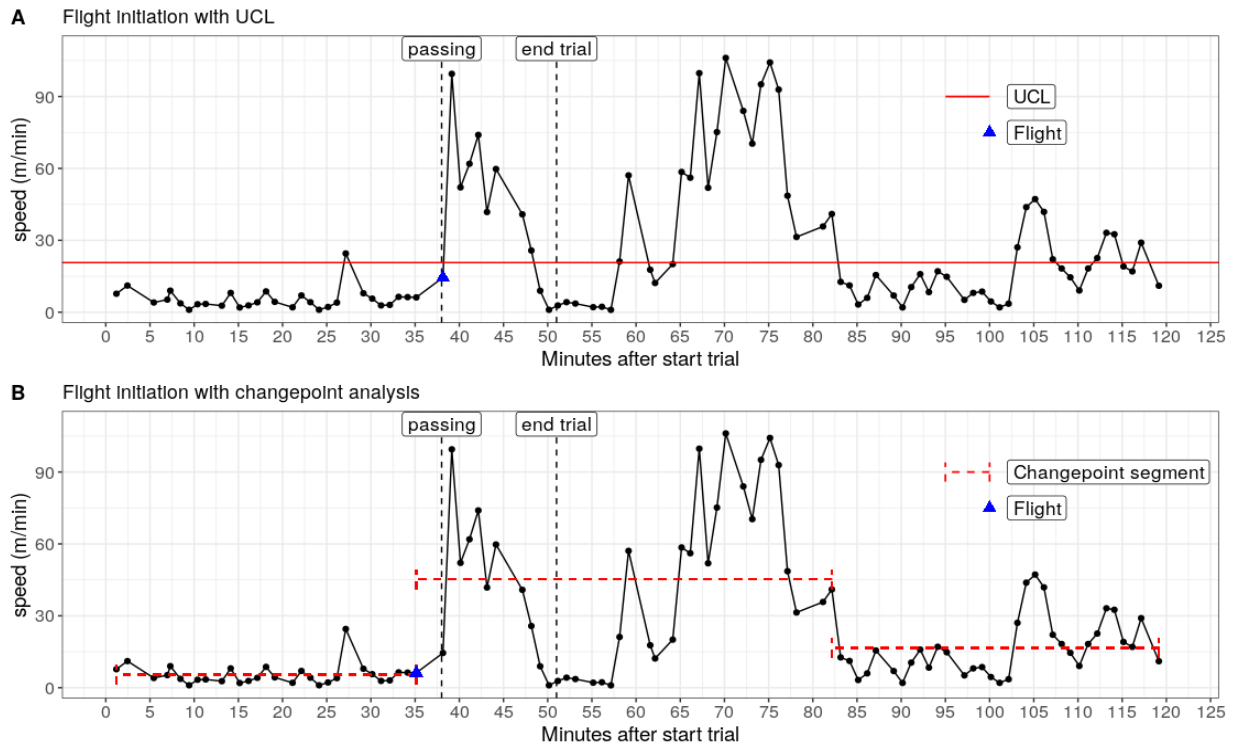 A Flight initiation with UCL
passing end trial
90
60
30
0
speed (m/min)
UCL
Flight
0 5 10 15 20 25 30 35 40 45 50 55 60 65 70 75 80 85 90 95 100 105 110 115 120 125
Minutes after start trial
B Flight initiation with changepoint analysis
passing end trial
90
60
30
0
speed (m/min)
Changepoint segment
Flight
0 5 10 15 20 25 30 35 40 45 50 55 60 65 70 75 80 85 90 95 100 105 110 115 120 125
Minutes after start trial